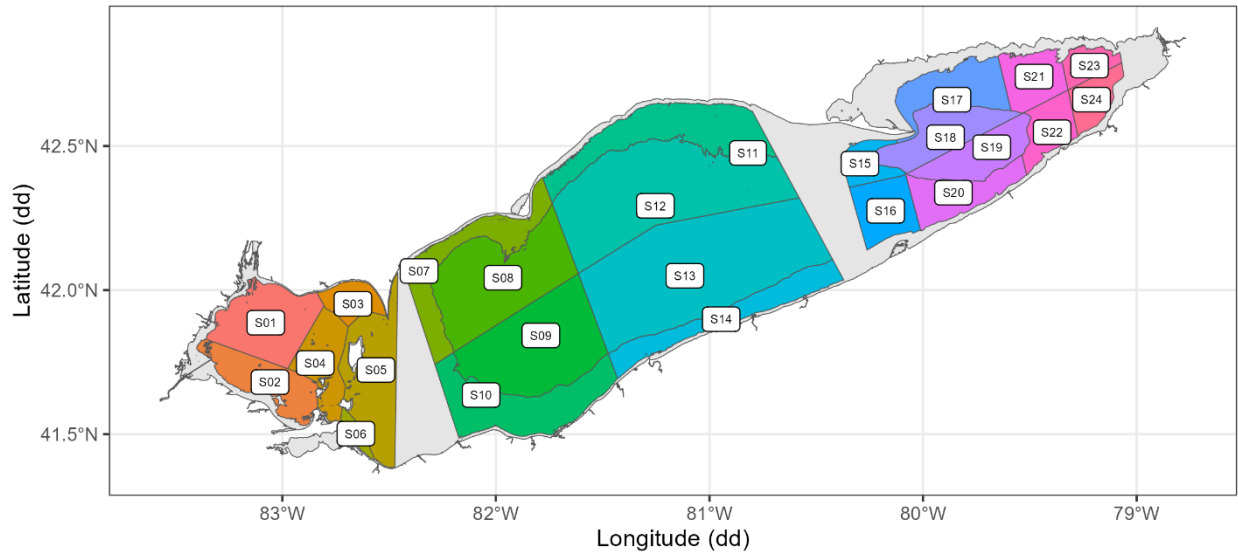 Latitude (dd)
42.5°N
42.0°N
41.5°N
S23
S21
S24
S17
S22
S18
S19
S11
S15
S20
S16
S12
S07
S08
S13
S03
S14
S01
S09
S04
S05
S02
S10
S06
83°W 82°W 81°W 80°W 79°W
Longitude (dd)